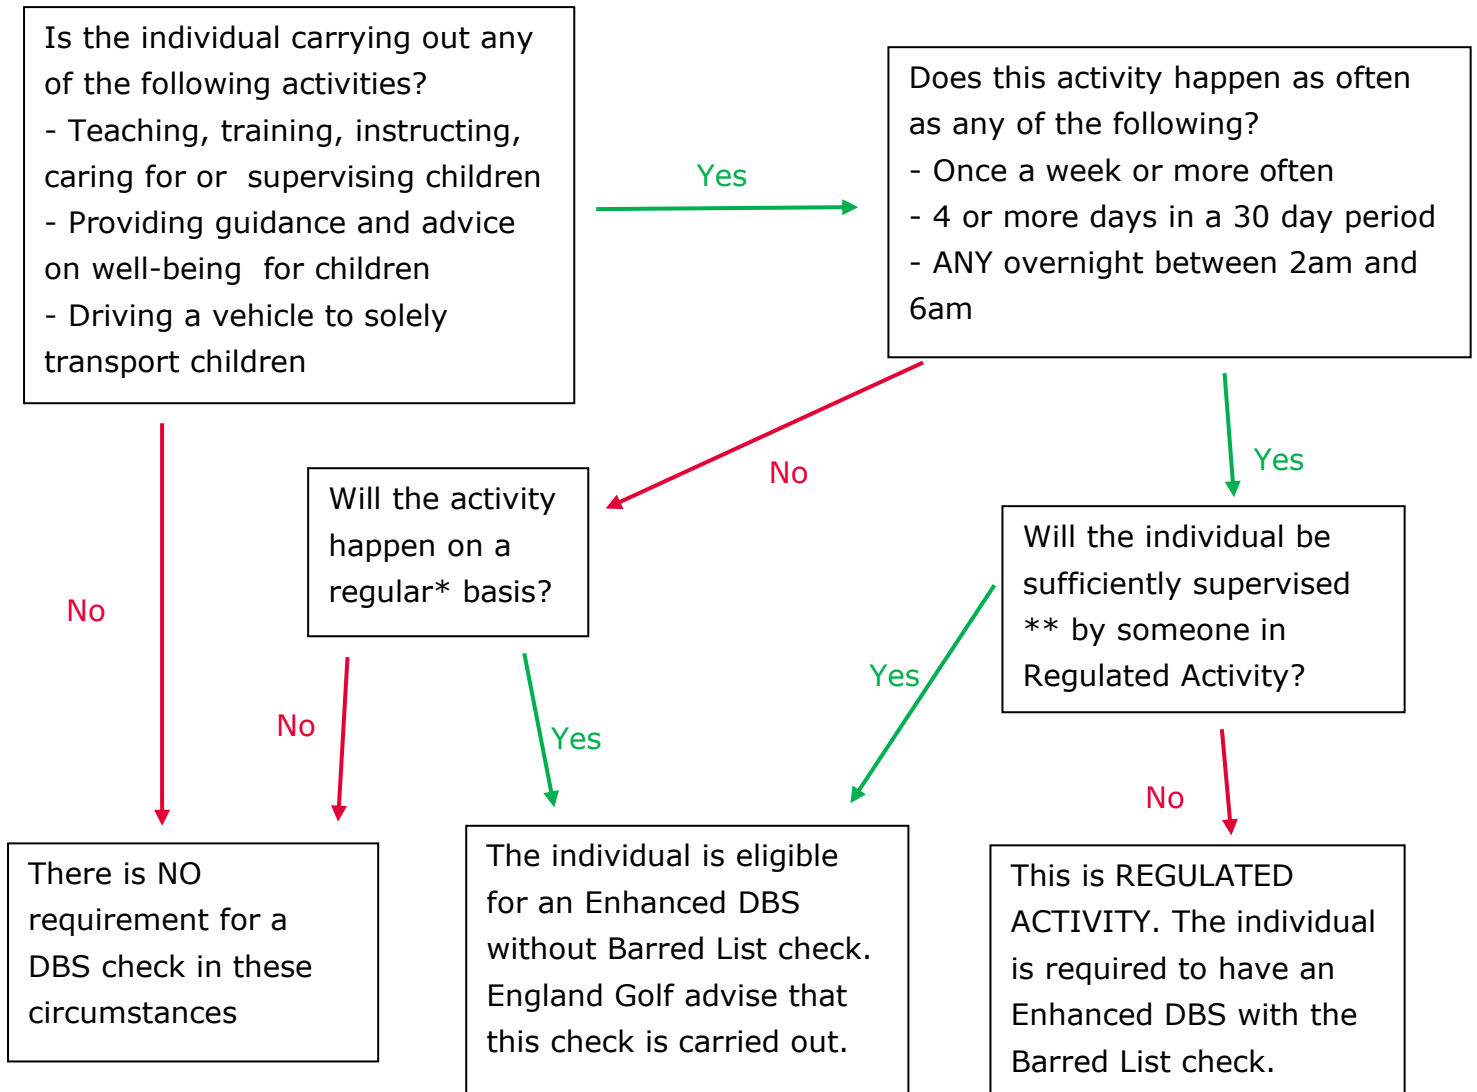 Is the individual carrying out any
of the following activities?
- Teaching, training, instructing,
caring for or supervising children
- Providing guidance and advice
on well-being for children
- Driving a vehicle to solely
transport children
Yes
Does this activity happen as often
as any of the following?
- Once a week or more often
- 4 or more days in a 30 day period
- ANY overnight between 2am and
6am
No
No
Yes
Will the activity
happen on a
regular* basis?
Will the individual be
sufficiently supervised
** by someone in
Regulated Activity?
No
Yes
Yes
No
There is NO
requirement for a
DBS check in these
circumstances
The individual is eligible
for an Enhanced DBS
without Barred List check.
England Golf advise that
this check is carried out.
This is REGULATED
ACTIVITY. The individual
is required to have an
Enhanced DBS with the
Barred List check.